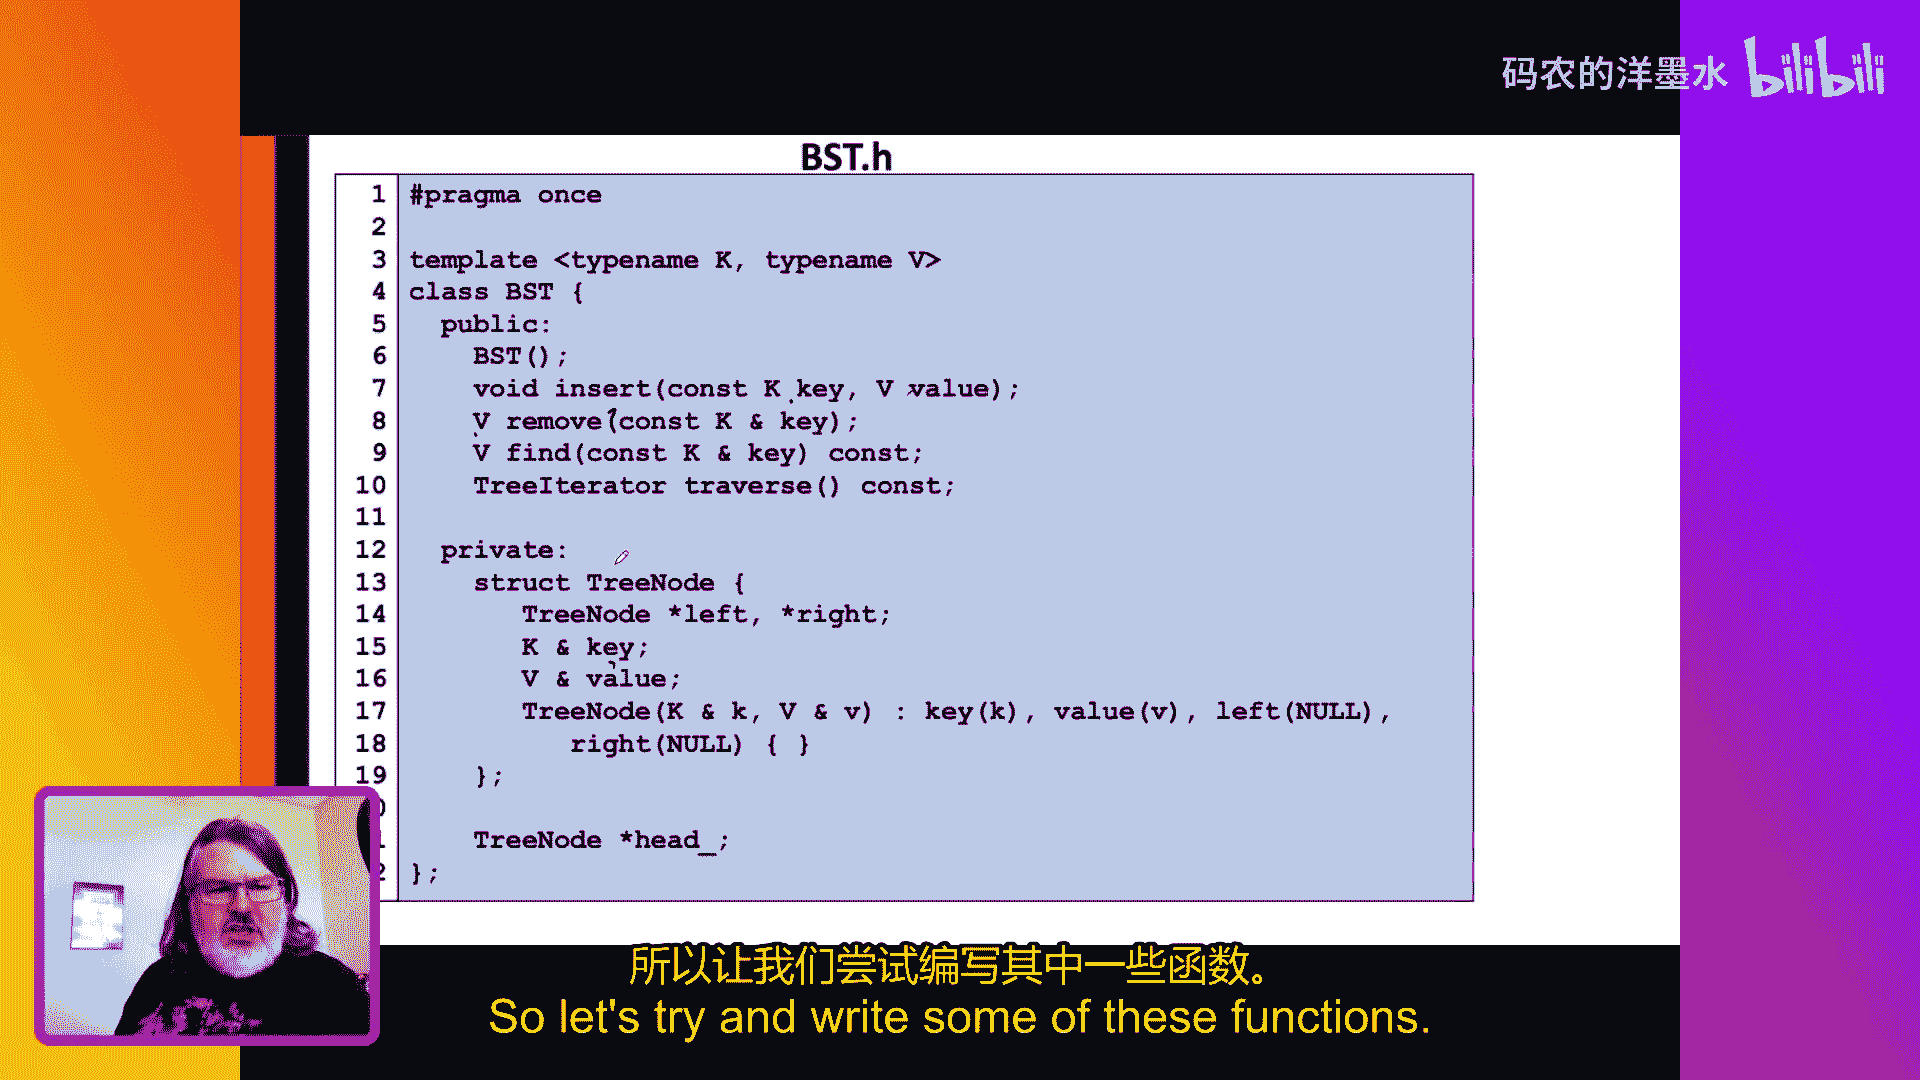 码农的洋墨水 bilibili
BST.h
1 #pragma once
2
3 template <typename K, typename V>
4 class BST {
5 public:
6 BST();
7 void insert(const K key, V value);
8 V remove(const K & key);
9 V find(const K & key) const;
10 TreeIterator traverse() const;
11
12 private:
13 struct TreeNode {
14 TreeNode *left, *right;
15 K & key;
16 V & value;
17 TreeNode(K & k, V & v) : key(k), value(v), left(NULL),
18 right(NULL) { }
19 };
TreeNode *head_;
};
所以让我们尝试编写其中一些函数。
So let's try and write some of these functions.